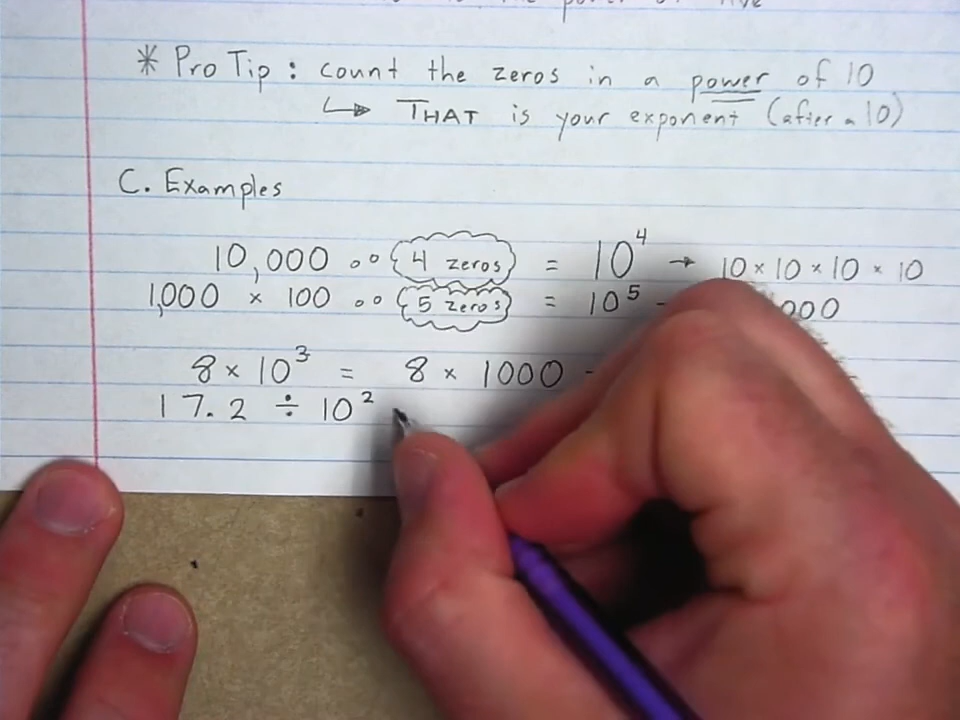 * Pro Tip: count the zeros in a power of 10
↳ THAT is your exponent (after a 10)
C. Examples
10,000 4 zeros = 10⁴ → 10 × 10 × 10 × 10
1,000 × 100 5 zeros = 10⁵ - 000
8 × 10³ = 8 × 1000 -
17.2 ÷ 10²